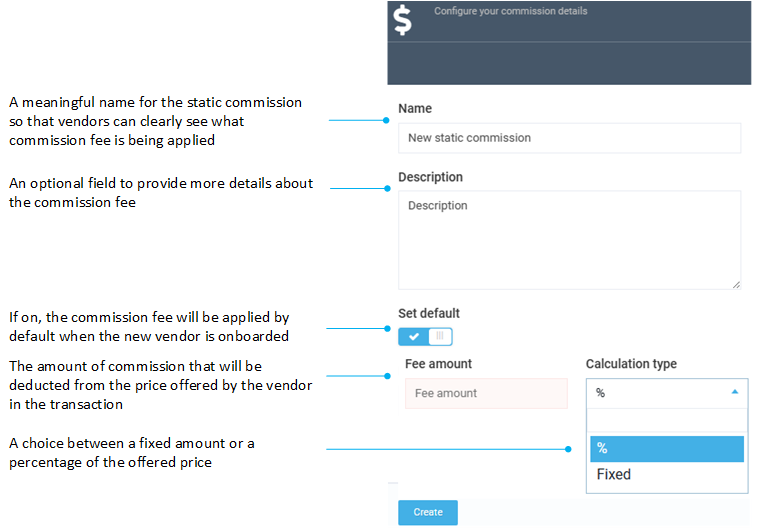 $
Configure your commission details
A meaningful name for the static commission
so that vendors can clearly see what
commission fee is being applied
Name
New static commission
An optional field to provide more details about
the commission fee
Description
Description
If on, the commission fee will be applied by
default when the new vendor is onboarded
Set default
The amount of commission that will be
deducted from the price offered by the vendor
in the transaction
Fee amount
Fee amount
Calculation type
%
A choice between a fixed amount or a
percentage of the offered price
%
Fixed
Create